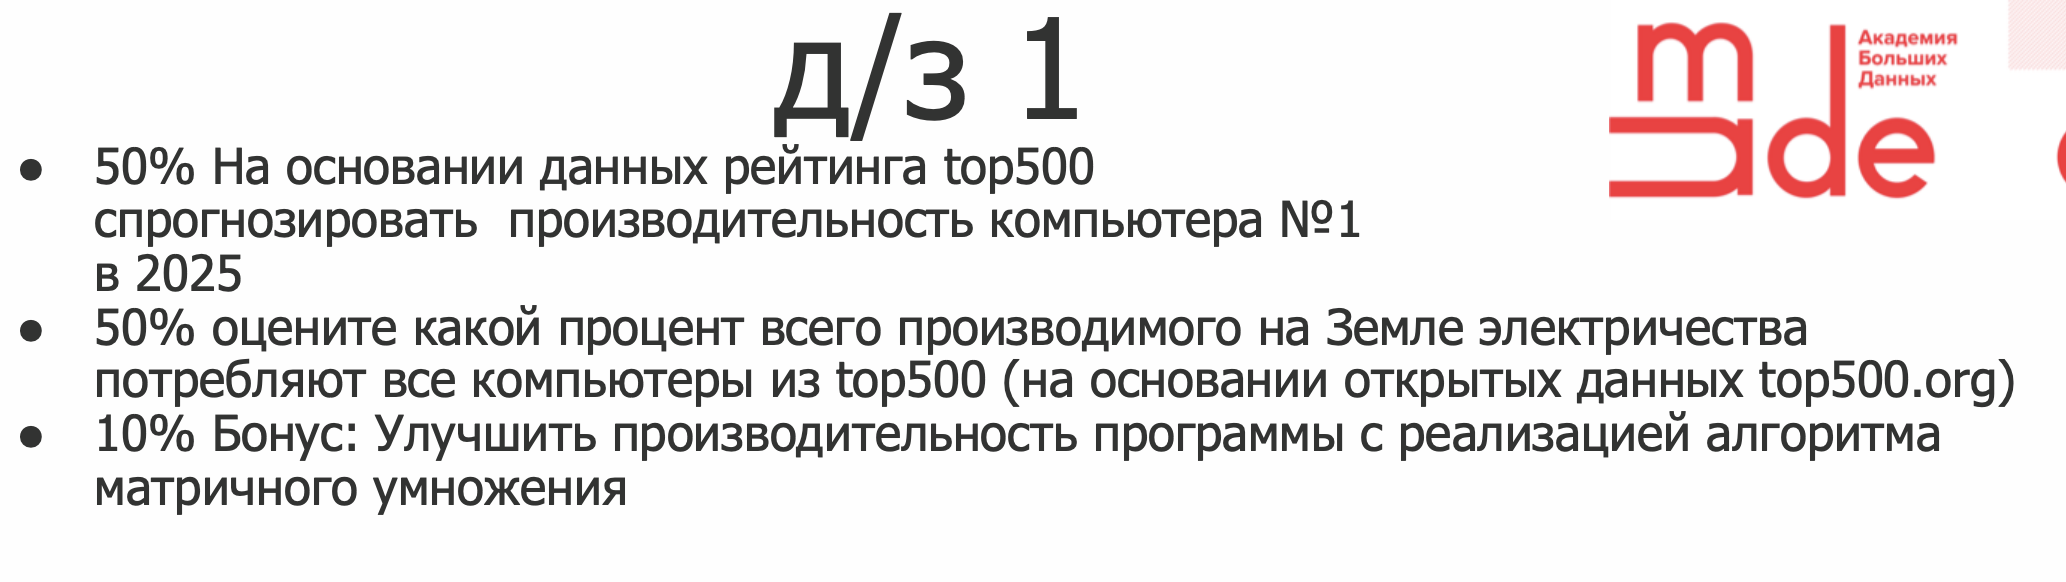 д/з 1
made
Академия
Больших
Данных
● 50% На основании данных рейтинга top500
спрогнозировать  производительность компьютера №1
в 2025
● 50% оцените какой процент всего производимого на Земле электричества
потребляют все компьютеры из top500 (на основании открытых данных top500.org)
● 10% Бонус: Улучшить производительность программы с реализацией алгоритма
матричного умножения